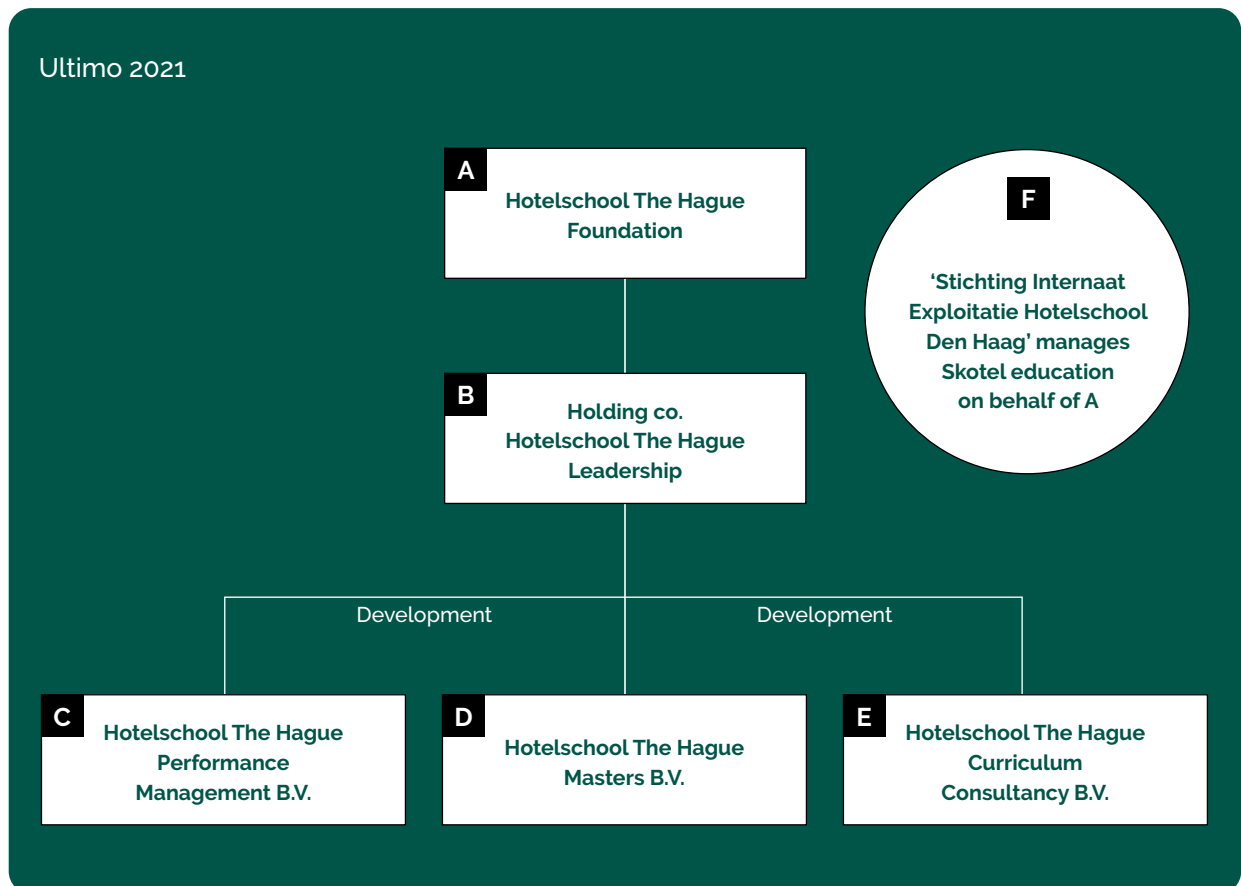 Ultimo 2021
A
Hotelschool The Hague
Foundation
F
‘Stichting Internaat
Exploitatie Hotelschool
Den Haag’ manages
Skotel education
on behalf of A
B
Holding co.
Hotelschool The Hague
Leadership
Development
Development
C
Hotelschool The Hague
Performance
Management B.V.
D
Hotelschool The Hague
Masters B.V.
E
Hotelschool The Hague
Curriculum
Consultancy B.V.